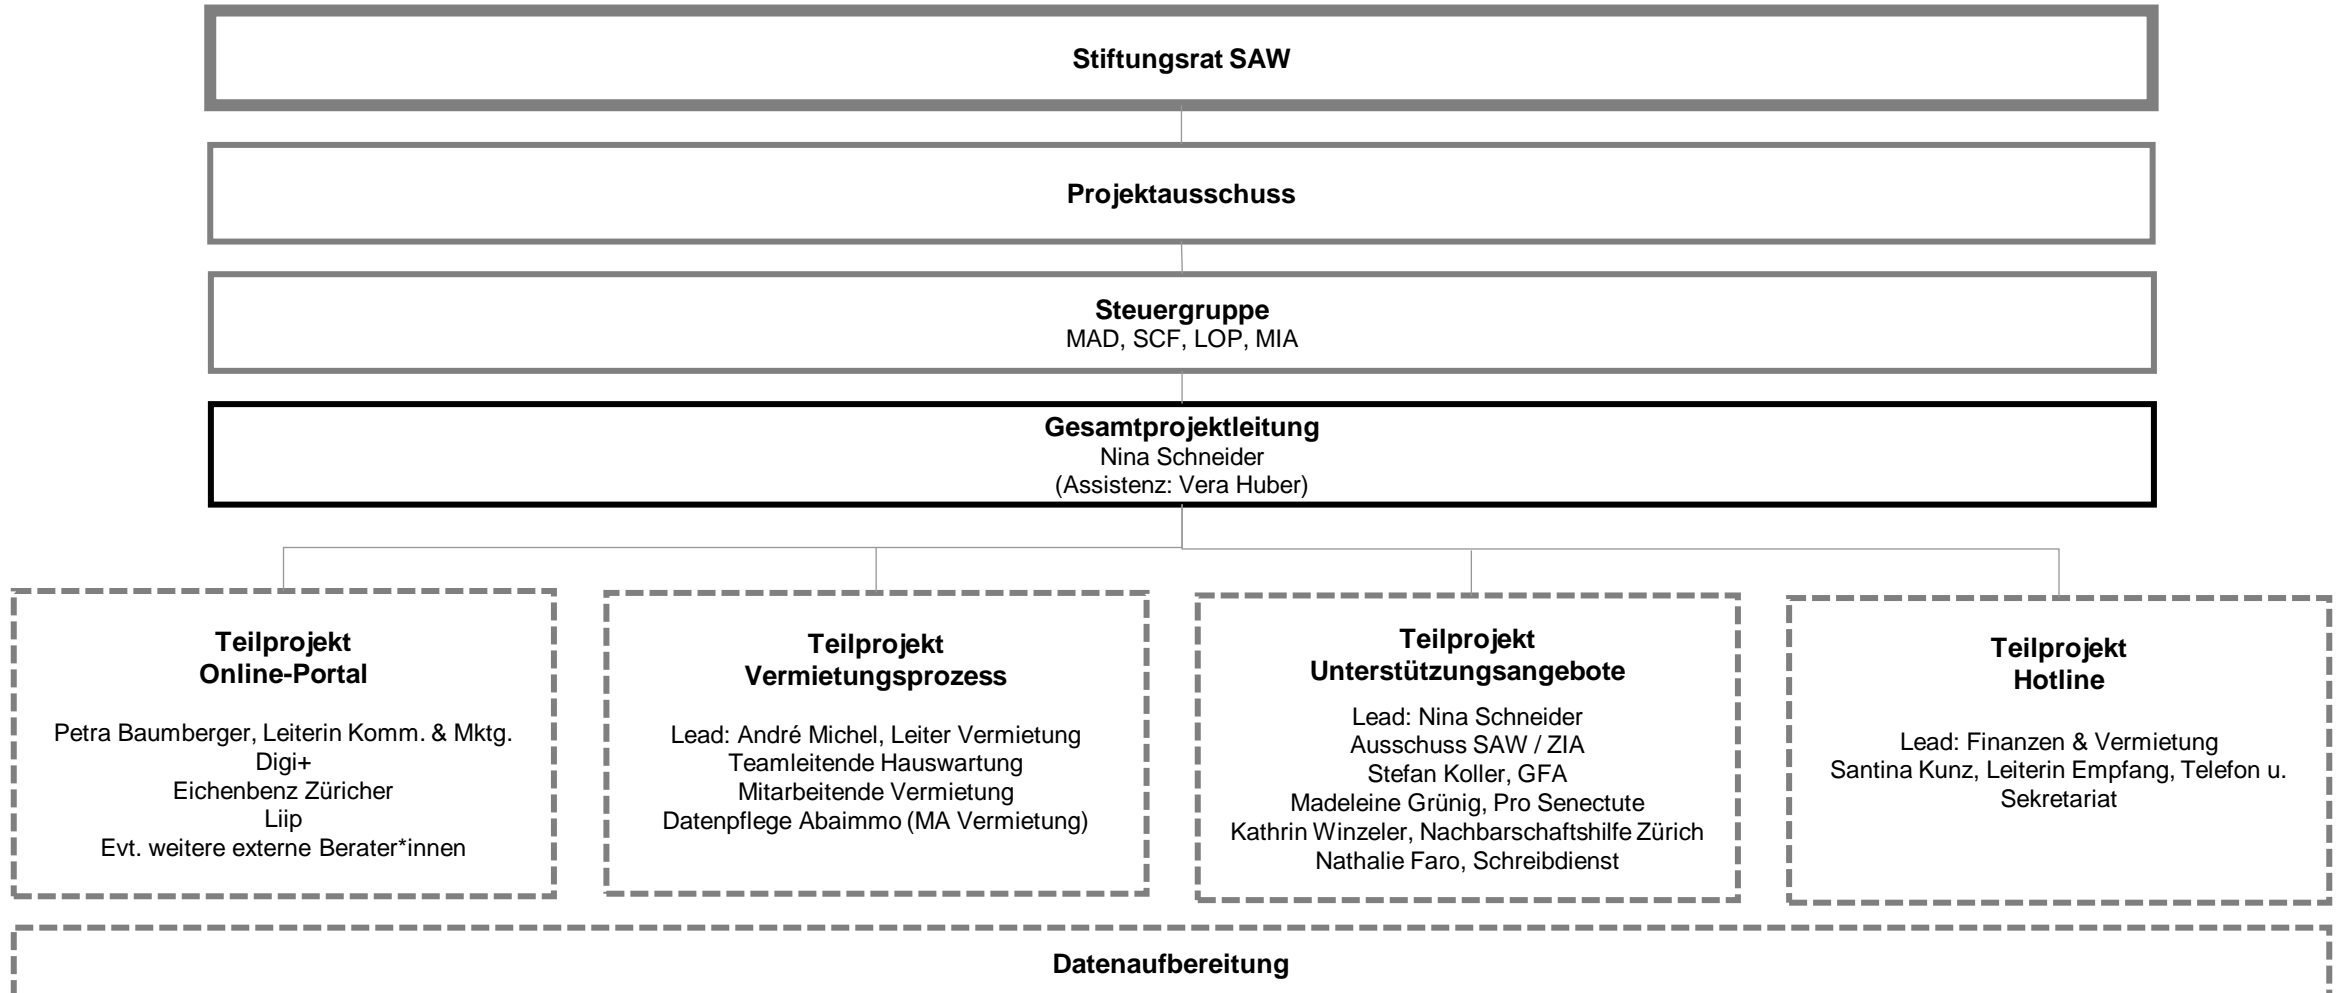 Stiftungsrat SAW
Projektausschuss
Steuergruppe
MAD, SCF, LOP, MIA
Gesamtprojektleitung
Nina Schneider
(Assistenz: Vera Huber)
Teilprojekt
Online-Portal
Petra Baumberger, Leiterin Komm. & Mktg.
Digi+
Eichenbenz Züricher
Liip
Evt. weitere externe Berater*innen
Teilprojekt
Vermietungsprozess
Lead: André Michel, Leiter Vermietung
Teamleitende Hauswartung
Mitarbeitende Vermietung
Datenpflege Abaimmo (MA Vermietung)
Teilprojekt
Unterstützungsangebote
Lead: Nina Schneider
Ausschuss SAW / ZIA
Stefan Koller, GFA
Madeleine Grünig, Pro Senectute
Kathrin Winzeler, Nachbarschaftshilfe Zürich
Nathalie Faro, Schreibdienst
Teilprojekt
Hotline
Lead: Finanzen & Vermietung
Santina Kunz, Leiterin Empfang, Telefon u.
Sekretariat
Datenaufbereitung